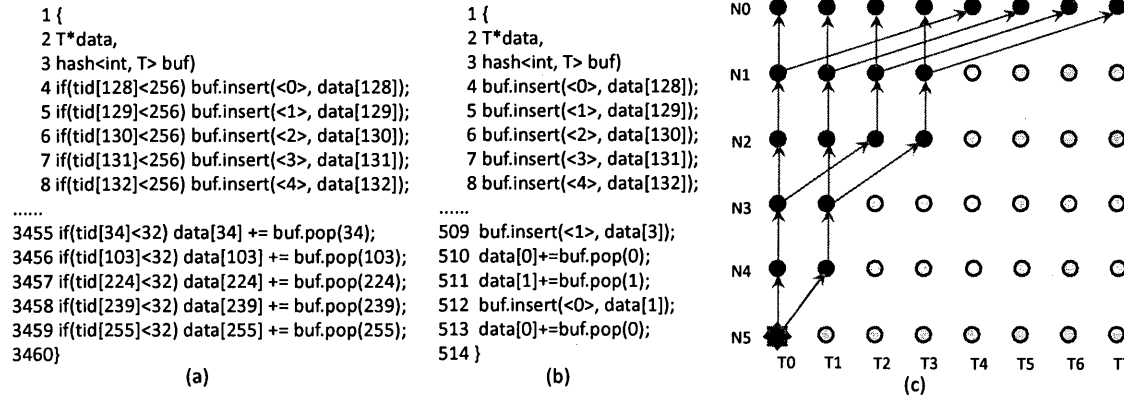 1 {
2 T*data,
3 hash<int, T> buf)
4 if(tid[128]<256) buf.insert(<0>, data[128]);
5 if(tid[129]<256) buf.insert(<1>, data[129]);
6 if(tid[130]<256) buf.insert(<2>, data[130]);
7 if(tid[131]<256) buf.insert(<3>, data[131]);
8 if(tid[132]<256) buf.insert(<4>, data[132]);
......
3455 if(tid[34]<32) data[34] += buf.pop(34);
3456 if(tid[103]<32) data[103] += buf.pop(103);
3457 if(tid[224]<32) data[224] += buf.pop(224);
3458 if(tid[239]<32) data[239] += buf.pop(239);
3459 if(tid[255]<32) data[255] += buf.pop(255);
3460}
(a)
1 {
2 T*data,
3 hash<int, T> buf)
4 buf.insert(<0>, data[128]);
5 buf.insert(<1>, data[129]);
6 buf.insert(<2>, data[130]);
7 buf.insert(<3>, data[131]);
8 buf.insert(<4>, data[132]);
......
509 buf.insert(<1>, data[3]);
510 data[0]+=buf.pop(0);
511 data[1]+=buf.pop(1);
512 buf.insert(<0>, data[1]);
513 data[0]+=buf.pop(0);
514 }
(b)
N0
N1
N2
N3
N4
N5
T0 T1 T2 T3 T4 T5 T6
(c)